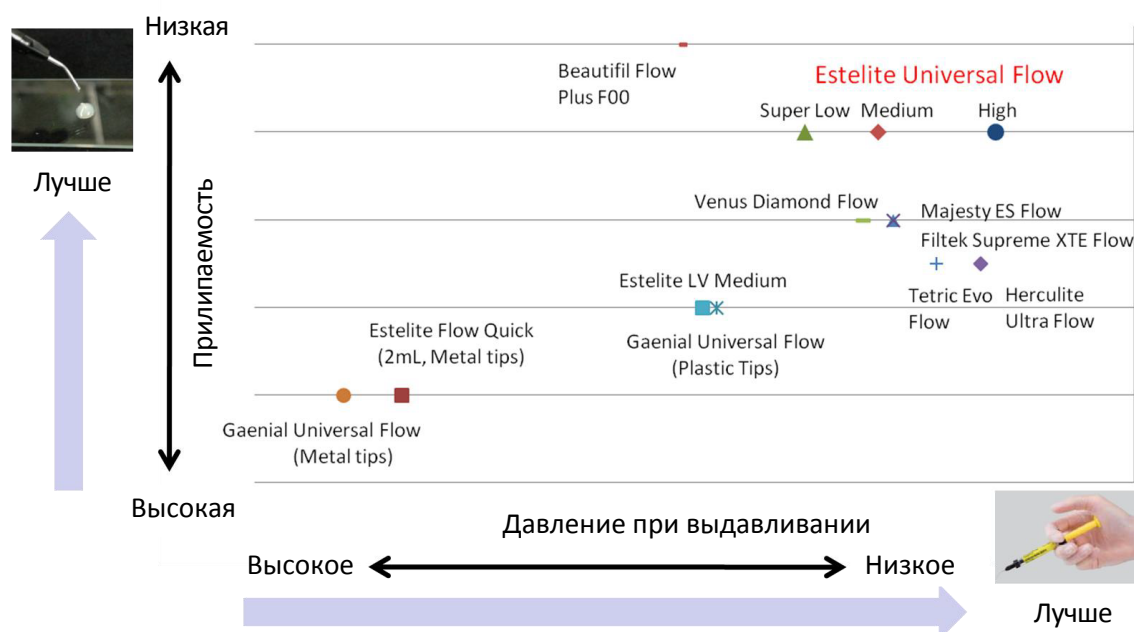 Низкая
Лучше
Прилипаемость
Beautifil Flow
Plus F00
Estelite Universal Flow
Super Low
Medium
High
Venus Diamond Flow
Majesty ES Flow
Filtek Supreme XTE Flow
Estelite LV Medium
Tetric Evo
Flow
Herculite
Ultra Flow
Estelite Flow Quick
(2mL, Metal tips)
Gaenial Universal Flow
(Plastic Tips)
Gaenial Universal Flow
(Metal tips)
Высокая
Давление при выдавливании
Высокое
Низкое
Лучше